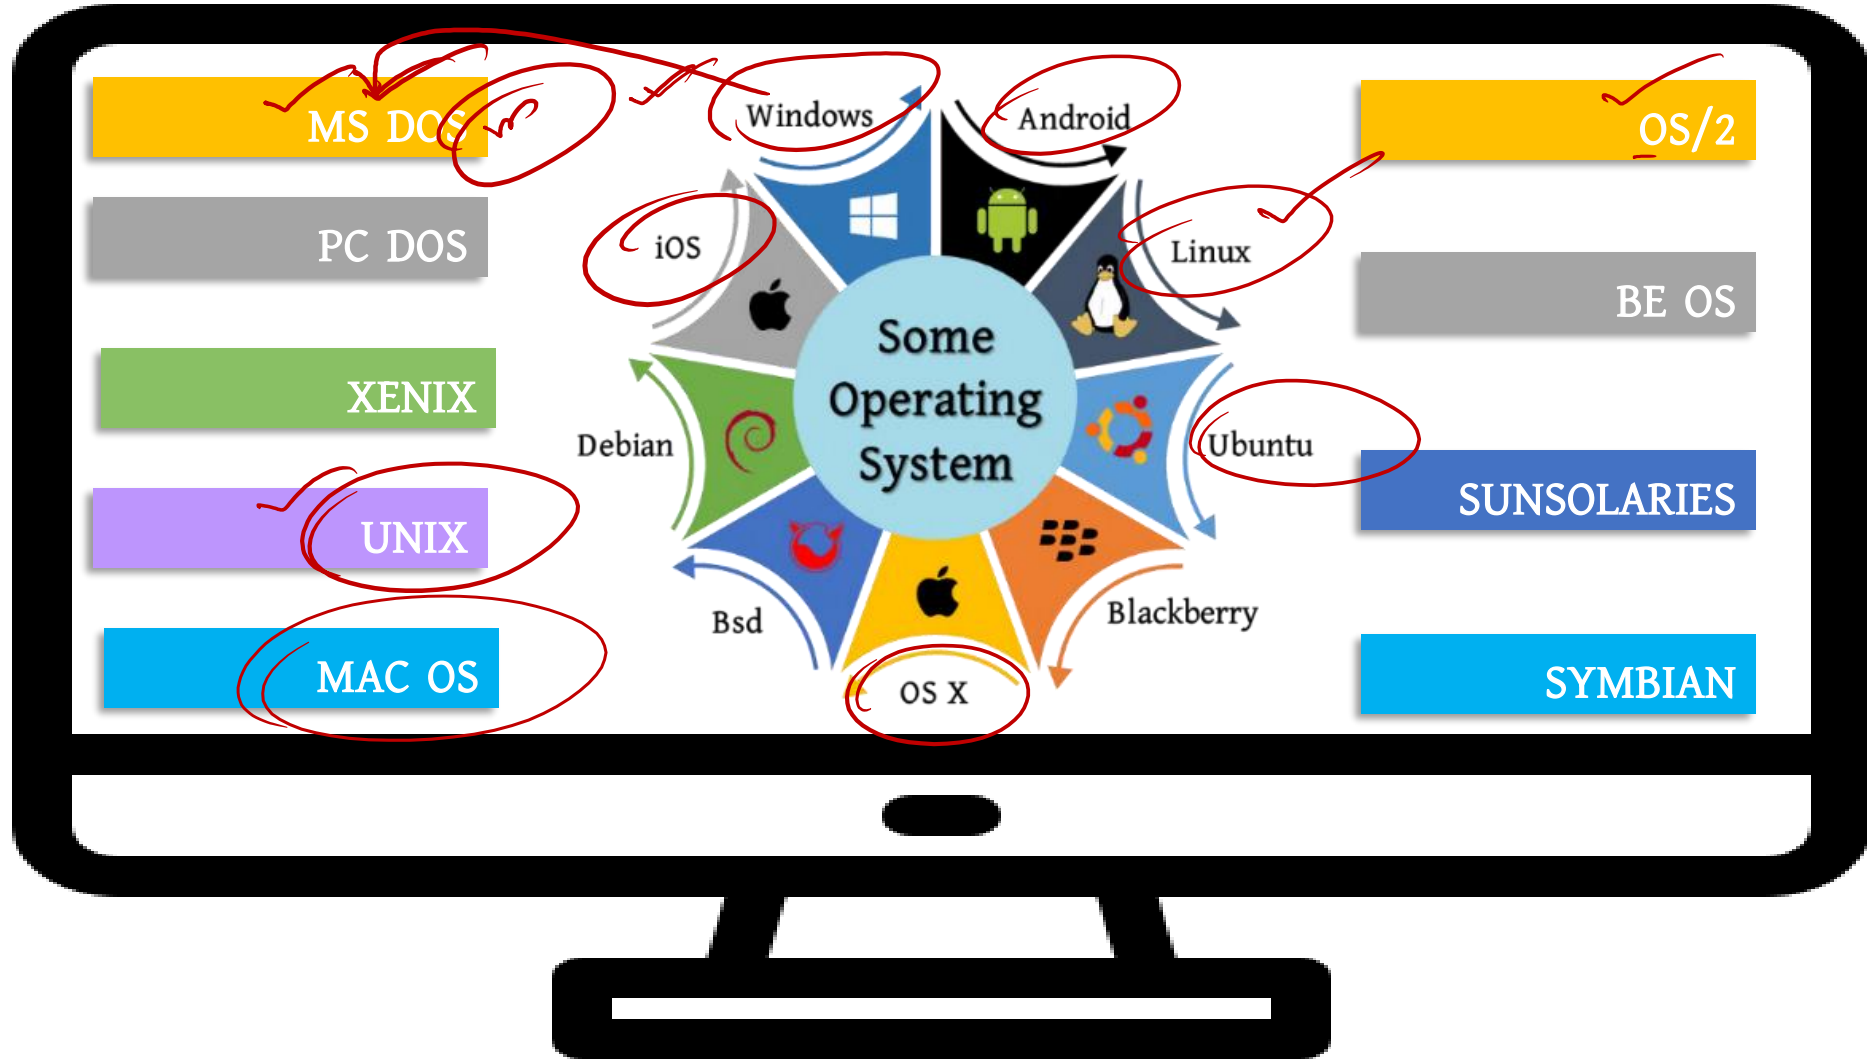 MS DOS
PC DOS
XENIX
UNIX
MAC OS
Windows
Android
iOS
Linux
Some
Operating
System
Debian
Ubuntu
Bsd
Blackberry
OS X
OS/2
BE OS
SUNSOLARIES
SYMBIAN